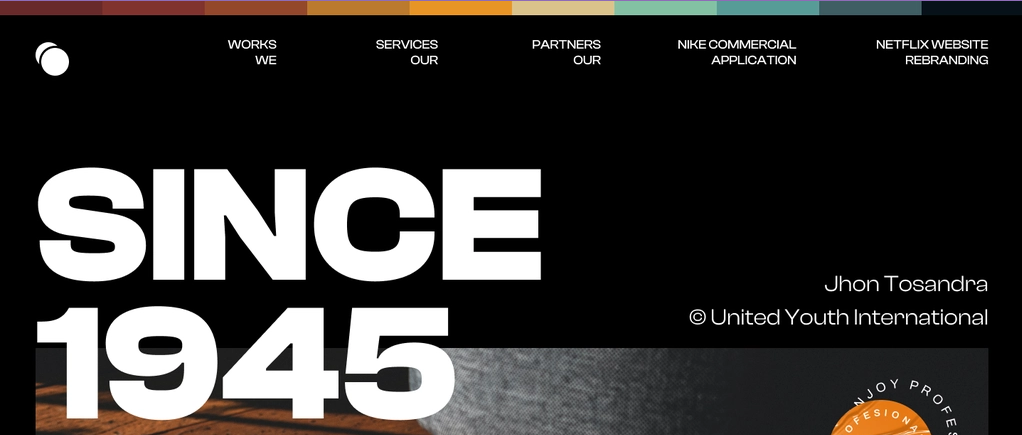 WORKS
WE
SERVICES
OUR
PARTNERS
OUR
NIKE COMMERCIAL
APPLICATION
NETFLIX WEBSITE
REBRANDING
SINCE
1945
Jhon Tosandra
© United Youth International
NJOY PROFES
OFESIONA